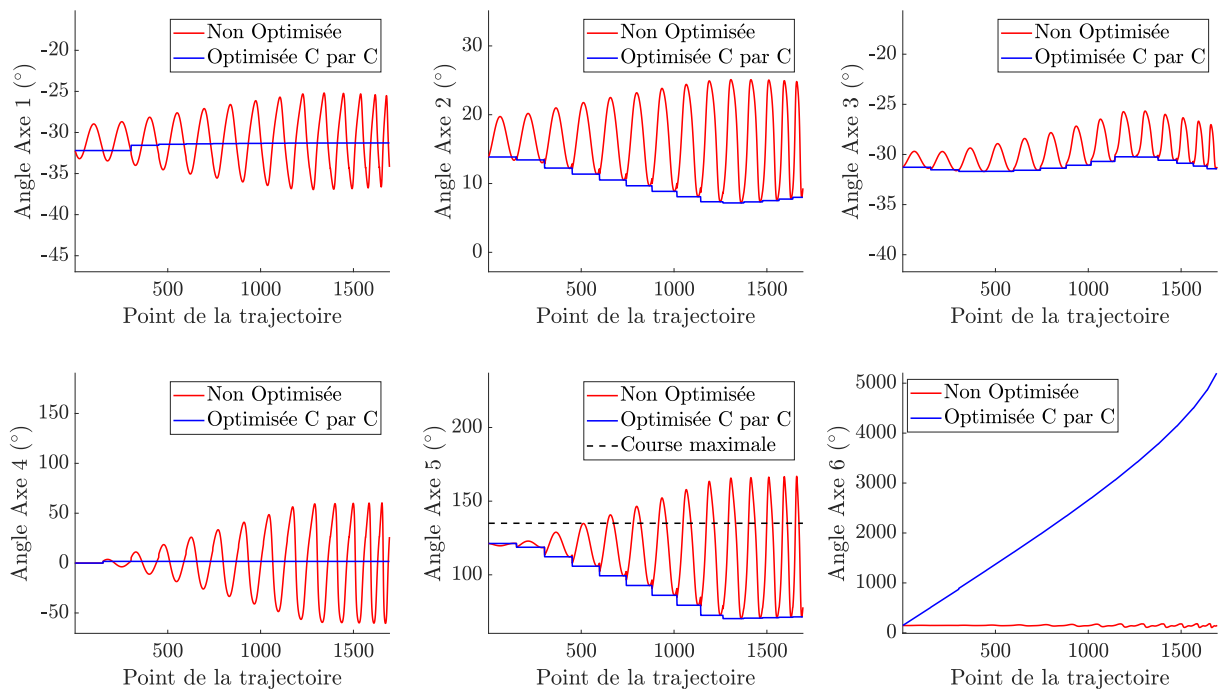 Non Optimisée
Optimisée C par C
-15
-20
-25
-30
-35
-40
-45
Angle Axe 1 (°)
500
1000
1500
Point de la trajectoire
Non Optimisée
Optimisée C par C
30
20
10
0
Angle Axe 2 (°)
500
1000
1500
Point de la trajectoire
Non Optimisée
Optimisée C par C
-20
-25
-30
-35
-40
Angle Axe 3 (°)
500
1000
1500
Point de la trajectoire
Non Optimisée
Optimisée C par C
150
100
50
0
-50
Angle Axe 4 (°)
500
1000
1500
Point de la trajectoire
Non Optimisée
Optimisée C par C
Course maximale
200
150
100
Angle Axe 5 (°)
500
1000
1500
Point de la trajectoire
Non Optimisée
Optimisée C par C
5000
4000
3000
2000
1000
0
Angle Axe 6 (°)
500
1000
1500
Point de la trajectoire